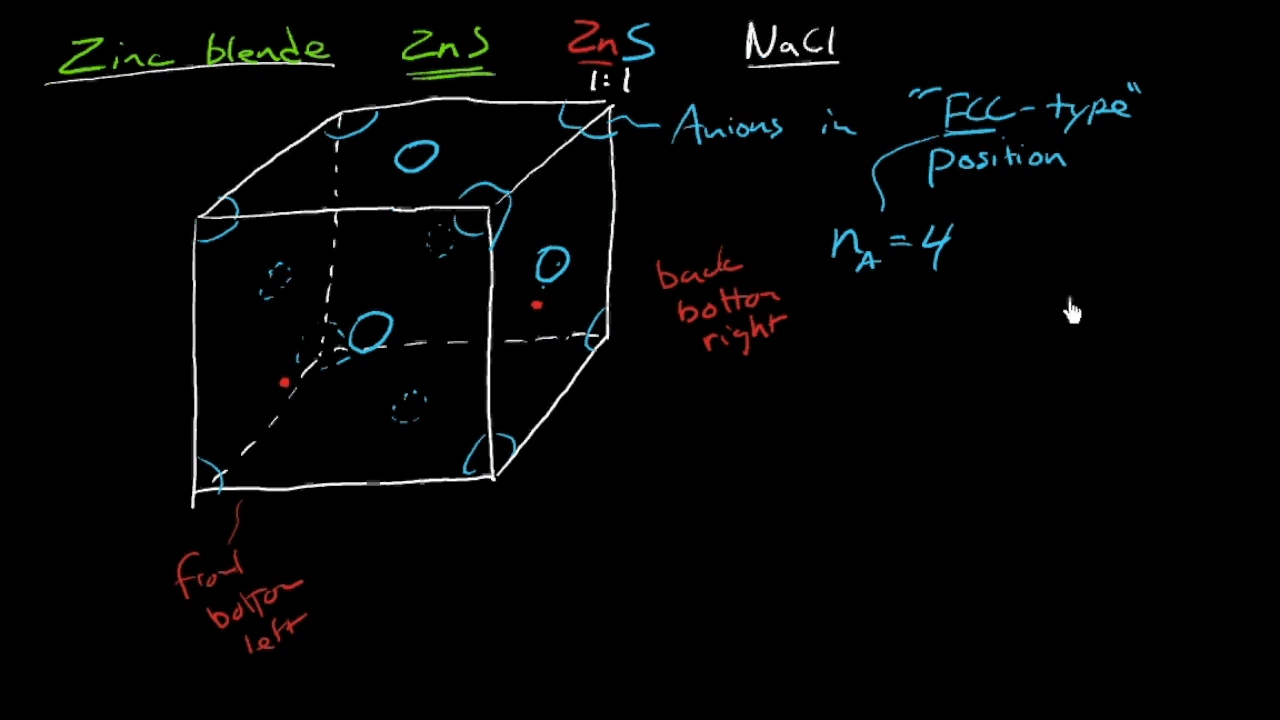 Zinc blende ZnS ZnS NaCl
1:1
Anions in "FCC-type"
position
nA = 4
back
bottom
right
front
bottom
left